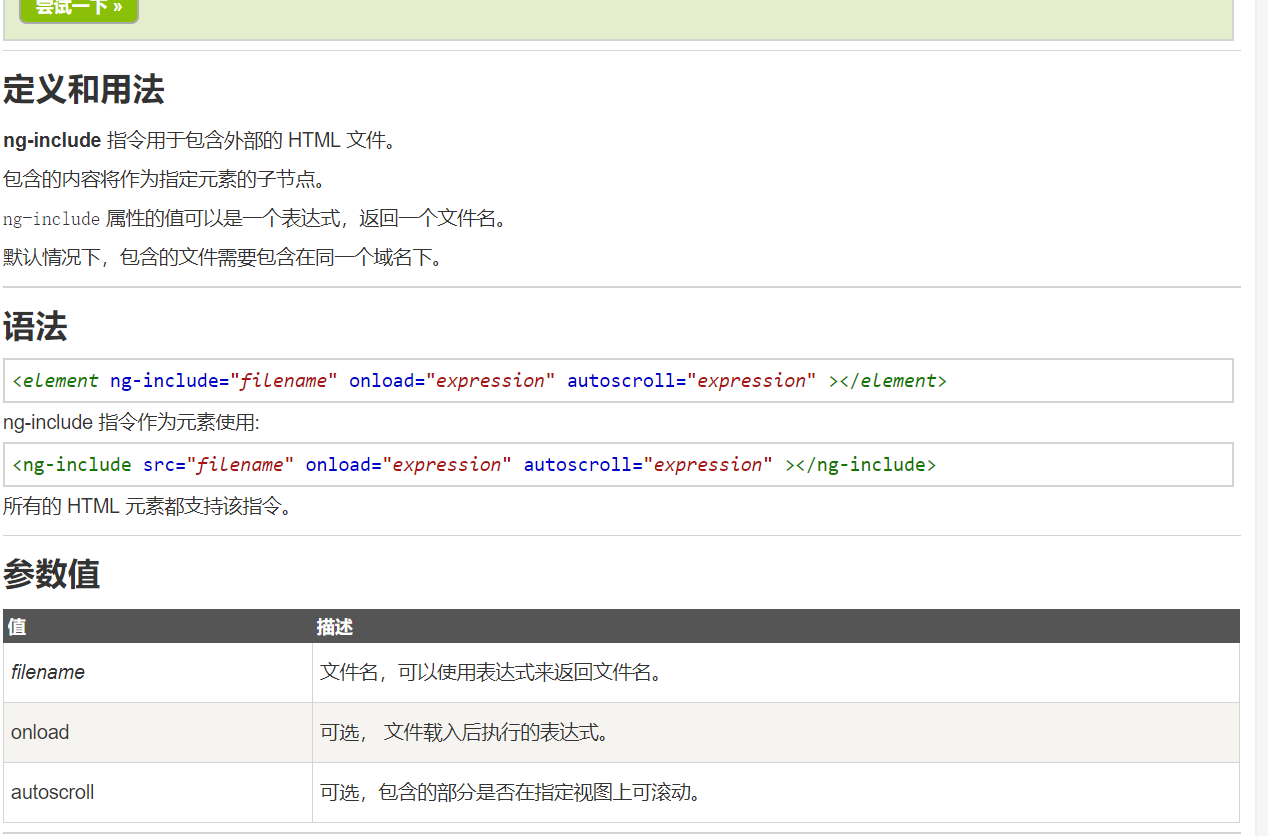 尝试一下 »
定义和用法
ng-include 指令用于包含外部的 HTML 文件。
包含的内容将作为指定元素的子节点。
ng-include 属性的值可以是一个表达式，返回一个文件名。
默认情况下，包含的文件需要包含在同一个域名下。
语法
<element ng-include="filename" onload="expression" autoscroll="expression" ></element>
ng-include 指令作为元素使用:
<ng-include src="filename" onload="expression" autoscroll="expression" ></ng-include>
所有的 HTML 元素都支持该指令。
参数值
值 描述
filename 文件名，可以使用表达式来返回文件名。
onload 可选， 文件载入后执行的表达式。
autoscroll 可选，包含的部分是否在指定视图上可滚动。